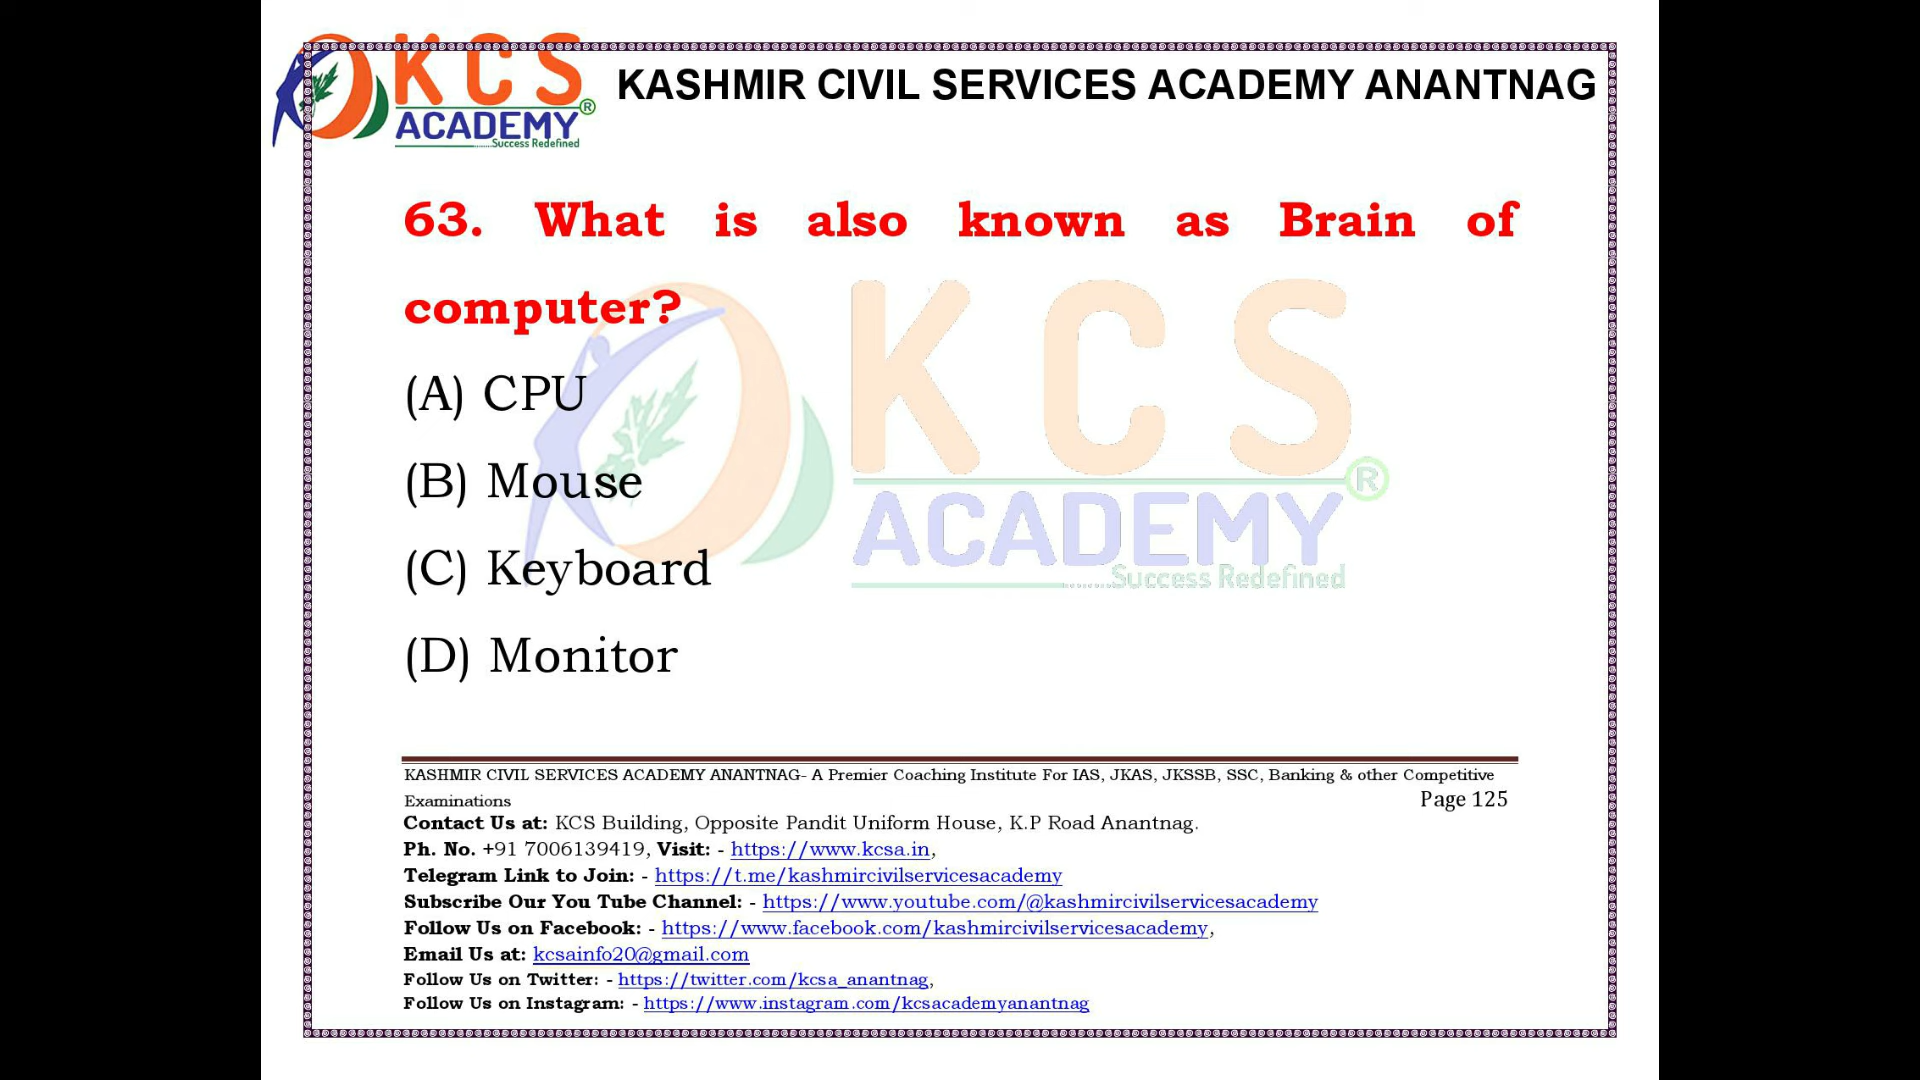 KCS
ACADEMY®
.......Success Redefined
KASHMIR CIVIL SERVICES ACADEMY ANANTNAG
63. What is also known as Brain of
computer?
(A) CPU
(B) Mouse
(C) Keyboard
(D) Monitor
KCS
ACADEMY®
.......Success Redefined
KASHMIR CIVIL SERVICES ACADEMY ANANTNAG- A Premier Coaching Institute For IAS, JKAS, JKSSB, SSC, Banking & other Competitive
Examinations Page 125
Contact Us at: KCS Building, Opposite Pandit Uniform House, K.P Road Anantnag.
Ph. No. +91 7006139419, Visit: - https://www.kcsa.in,
Telegram Link to Join: - https://t.me/kashmircivilservicesacademy
Subscribe Our You Tube Channel: - https://www.youtube.com/@kashmircivilservicesacademy
Follow Us on Facebook: - https://www.facebook.com/kashmircivilservicesacademy,
Email Us at: kcsainfo20@gmail.com
Follow Us on Twitter: - https://twitter.com/kcsa_anantnag,
Follow Us on Instagram: - https://www.instagram.com/kcsacademyanantnag